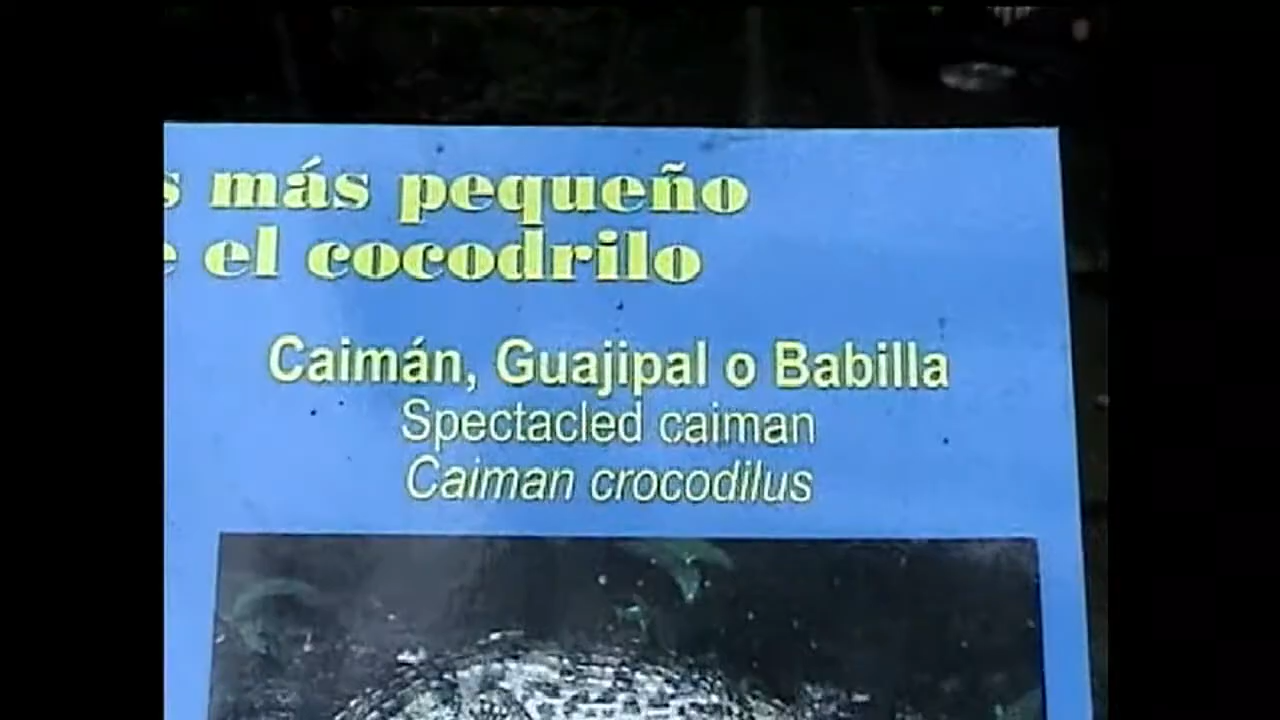 más pequeño
el cocodrilo
Caimán, Guajipal o Babilla
Spectacled caiman
Caiman crocodilus